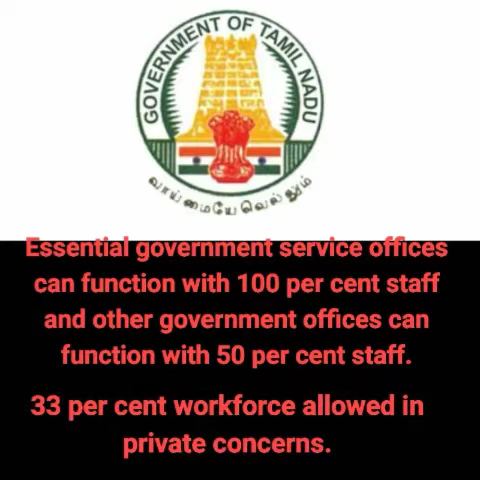 GOVERNMENT OF TAMIL NADU
வாய்மையே வெல்லும்
Essential government service offices
can function with 100 per cent staff
and other government offices can
function with 50 per cent staff.
33 per cent workforce allowed in
private concerns.